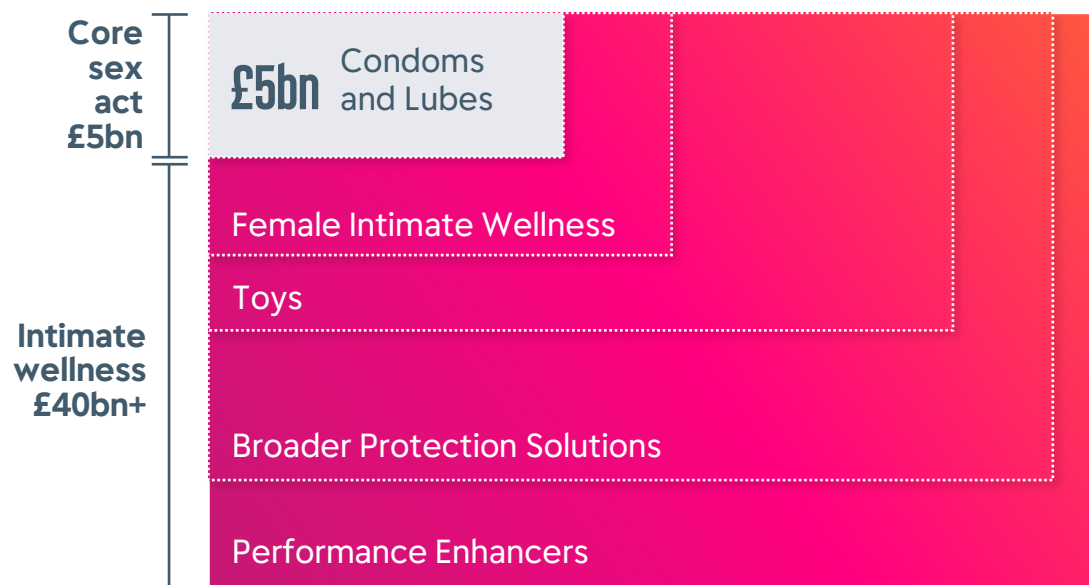 Core
sex
act
£5bn
£5bn
Condoms
and Lubes
Female Intimate Wellness
Toys
Intimate
wellness
£40bn+
Broader Protection Solutions
Performance Enhancers